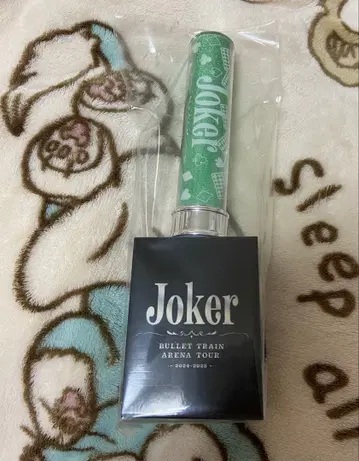 Joker
Joker
BULLET TRAIN
ARENA TOUR
- 2024-2025 -
Sleep all